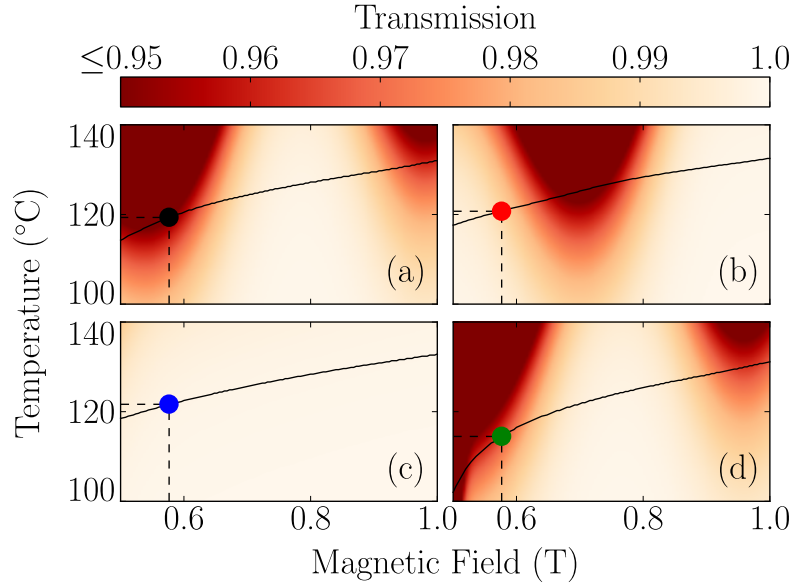 Transmission
≤0.95 0.96 0.97 0.98 0.99 1.0
140
120
100
(a)
(b)
140
120
100
(c)
(d)
0.6 0.8 1.0 0.6 0.8 1.0
Temperature (°C)
Magnetic Field (T)